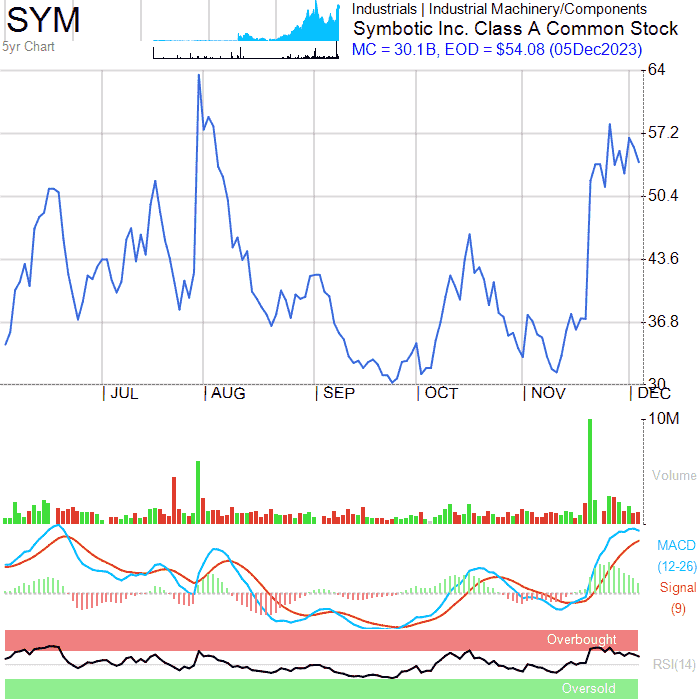 SYM
5yr Chart
Industrials | Industrial Machinery/Components
Symbotic Inc. Class A Common Stock
MC = 30.1B, EOD = $54.08 (05Dec2023)
64
57.2
50.4
43.6
36.8
30
| JUL | AUG | SEP | OCT | NOV | DEC
10M
Volume
MACD
(12-26)
Signal
(9)
Overbought
RSI(14)
Oversold